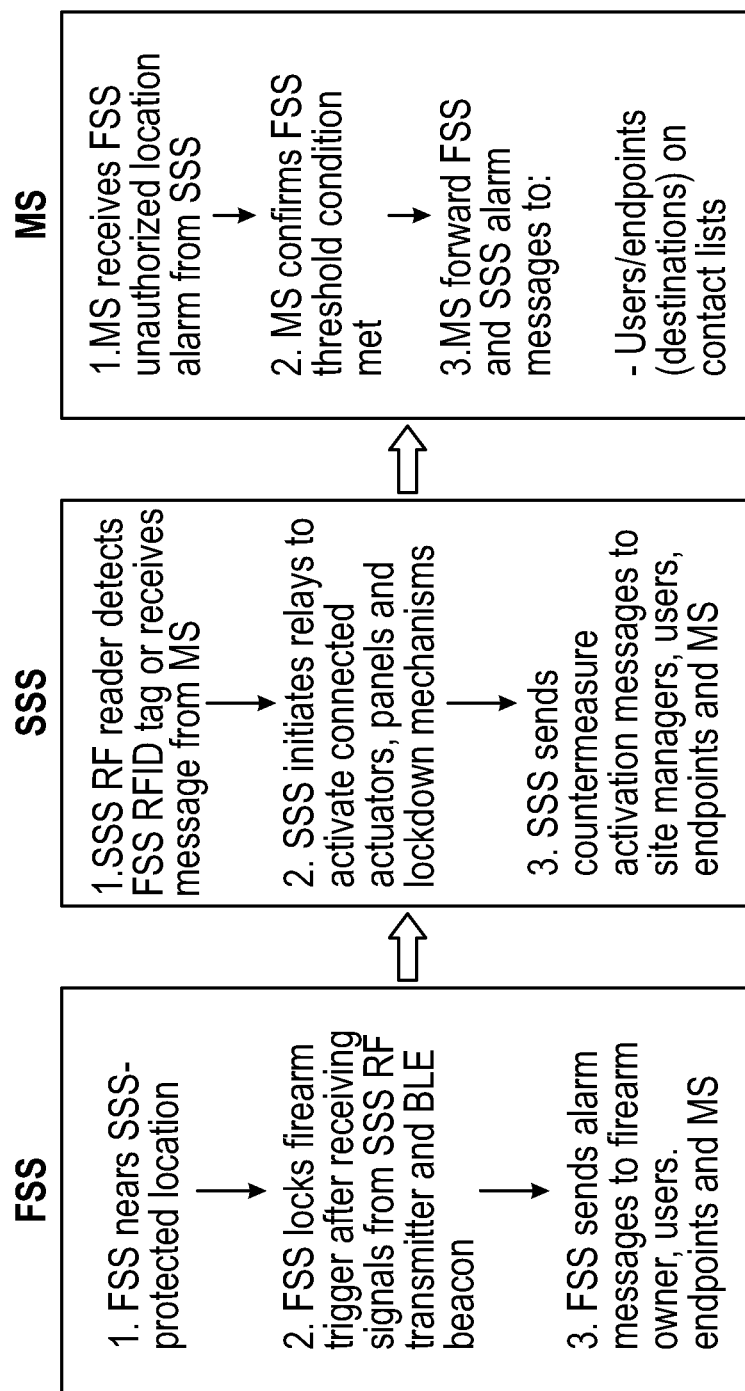 FSS
1. FSS nears SSS-
protected location
2. FSS locks firearm
trigger after receiving
signals from SSS RF
transmitter and BLE
beacon
3. FSS sends alarm
messages to firearm
owner, users.
endpoints and MS
SSS
1.SSS RF reader detects
FSS RFID tag or receives
message from MS
2. SSS initiates relays to
activate connected
actuators, panels and
lockdown mechanisms
3. SSS sends
countermeasure
activation messages to
site managers, users,
endpoints and MS
MS
1.MS receives FSS
unauthorized location
alarm from SSS
2. MS confirms FSS
threshold condition
met
3.MS forward FSS
and SSS alarm
messages to:
- Users/endpoints
(destinations) on
contact lists